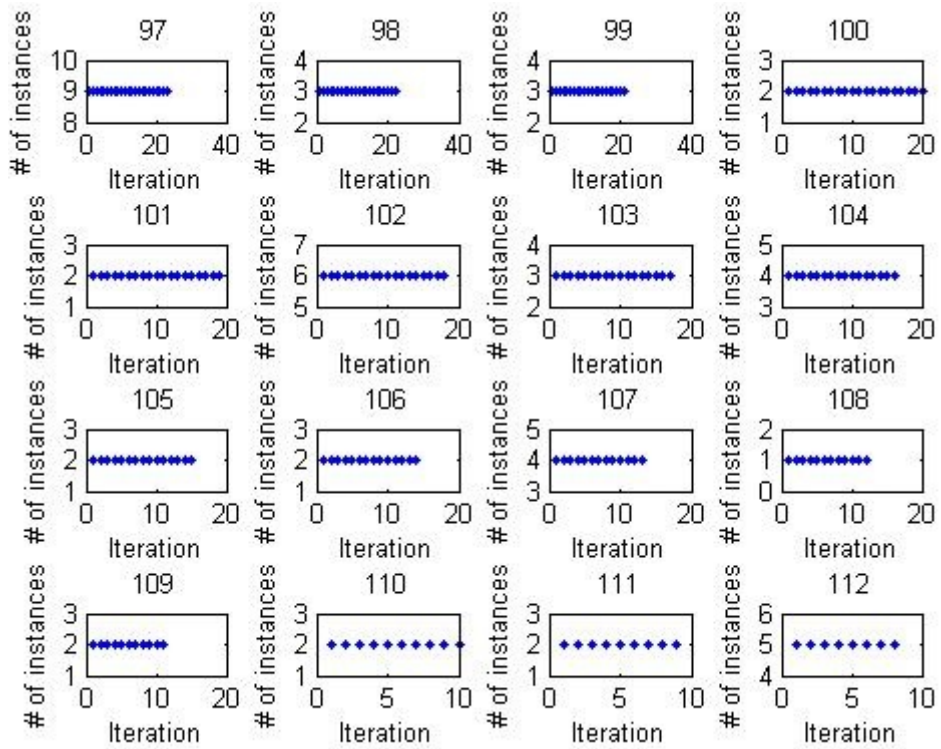 97 98 99 100
# of instances 10 9 8 # of instances 4 3 2 # of instances 4 3 2 # of instances 3 2 1
0 20 40 0 20 40 0 20 40 0 10 20
Iteration Iteration Iteration Iteration
101 102 103 104
# of instances 3 2 1 # of instances 7 6 5 # of instances 4 3 2 # of instances 5 4 3
0 10 20 0 10 20 0 10 20 0 10 20
Iteration Iteration Iteration Iteration
105 106 107 108
# of instances 3 2 1 # of instances 3 2 1 # of instances 5 4 3 # of instances 2 1 0
0 10 20 0 10 20 0 10 20 0 10 20
Iteration Iteration Iteration Iteration
109 110 111 112
# of instances 3 2 1 # of instances 3 2 1 # of instances 3 2 1 # of instances 6 5 4
0 10 20 0 5 10 0 5 10 0 5 10
Iteration Iteration Iteration Iteration